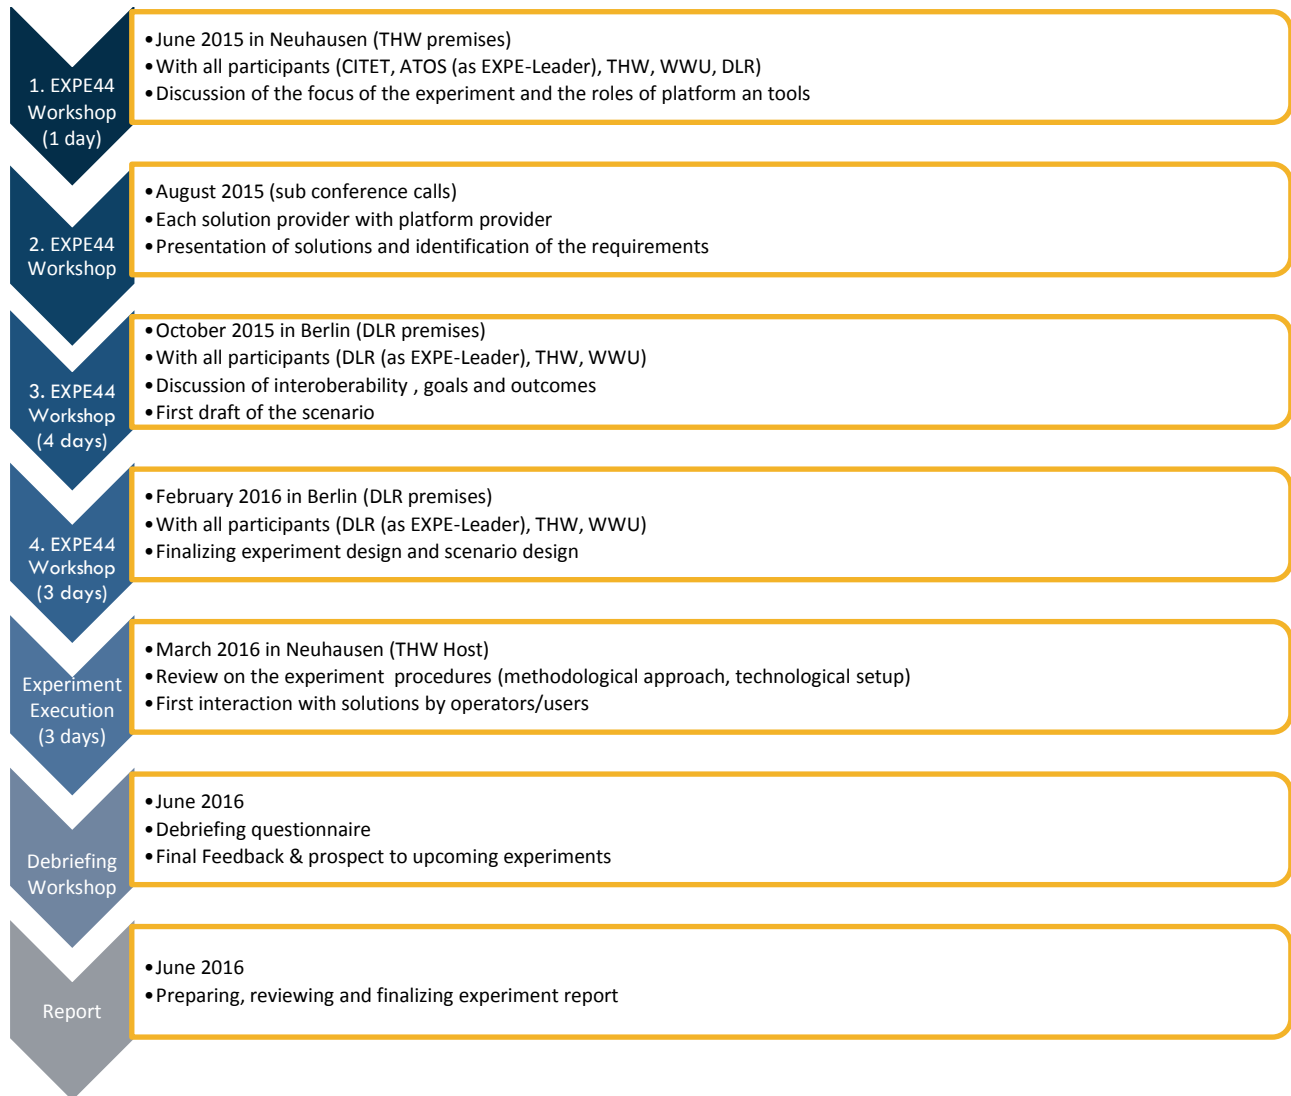 1. EXPE44
Workshop
(1 day)
•June 2015 in Neuhausen (THW premises)
•With all participants (CITET, ATOS (as EXPE-Leader), THW, WWU, DLR)
•Discussion of the focus of the experiment and the roles of platform an tools
2. EXPE44
Workshop
•August 2015 (sub conference calls)
•Each solution provider with platform provider
•Presentation of solutions and identification of the requirements
3. EXPE44
Workshop
(4 days)
•October 2015 in Berlin (DLR premises)
•With all participants (DLR (as EXPE-Leader), THW, WWU)
•Discussion of interoberability , goals and outcomes
•First draft of the scenario
4. EXPE44
Workshop
(3 days)
•February 2016 in Berlin (DLR premises)
•With all participants (DLR (as EXPE-Leader), THW, WWU)
•Finalizing experiment design and scenario design
Experiment
Execution
(3 days)
•March 2016 in Neuhausen (THW Host)
•Review on the experiment procedures (methodological approach, technological setup)
•First interaction with solutions by operators/users
Debriefing
Workshop
•June 2016
•Debriefing questionnaire
•Final Feedback & prospect to upcoming experiments
Report
•June 2016
•Preparing, reviewing and finalizing experiment report